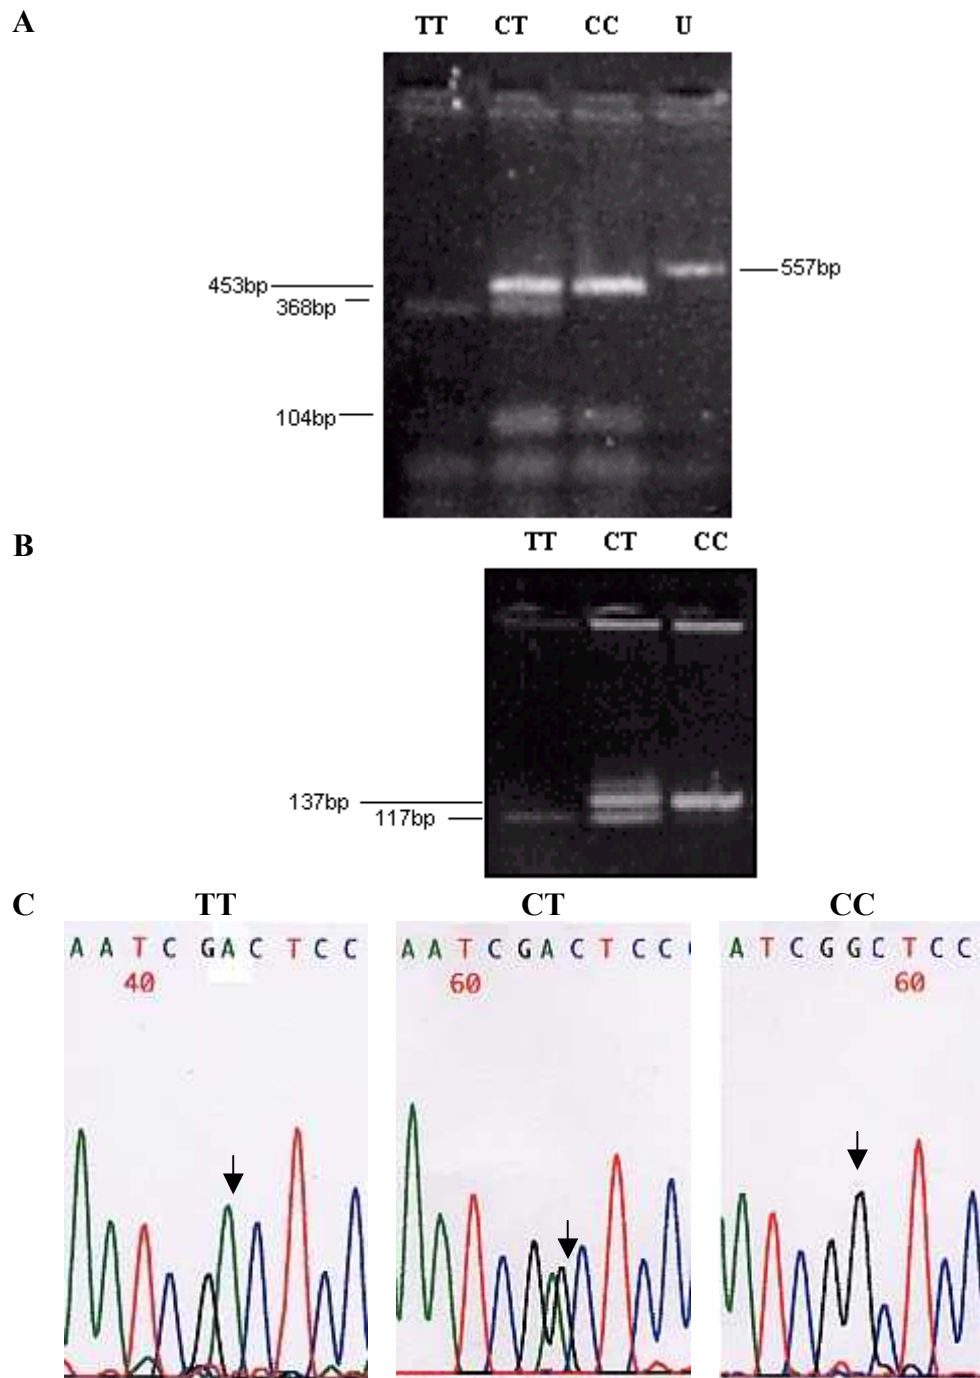 A
TT CT CC U
557bp
453bp
368bp
104bp
B
TT CT CC
137bp
117bp
C TT CT CC
A A T C G A C T C C
40
A A T C G A C T C C
60
A T C G G C T C C
60